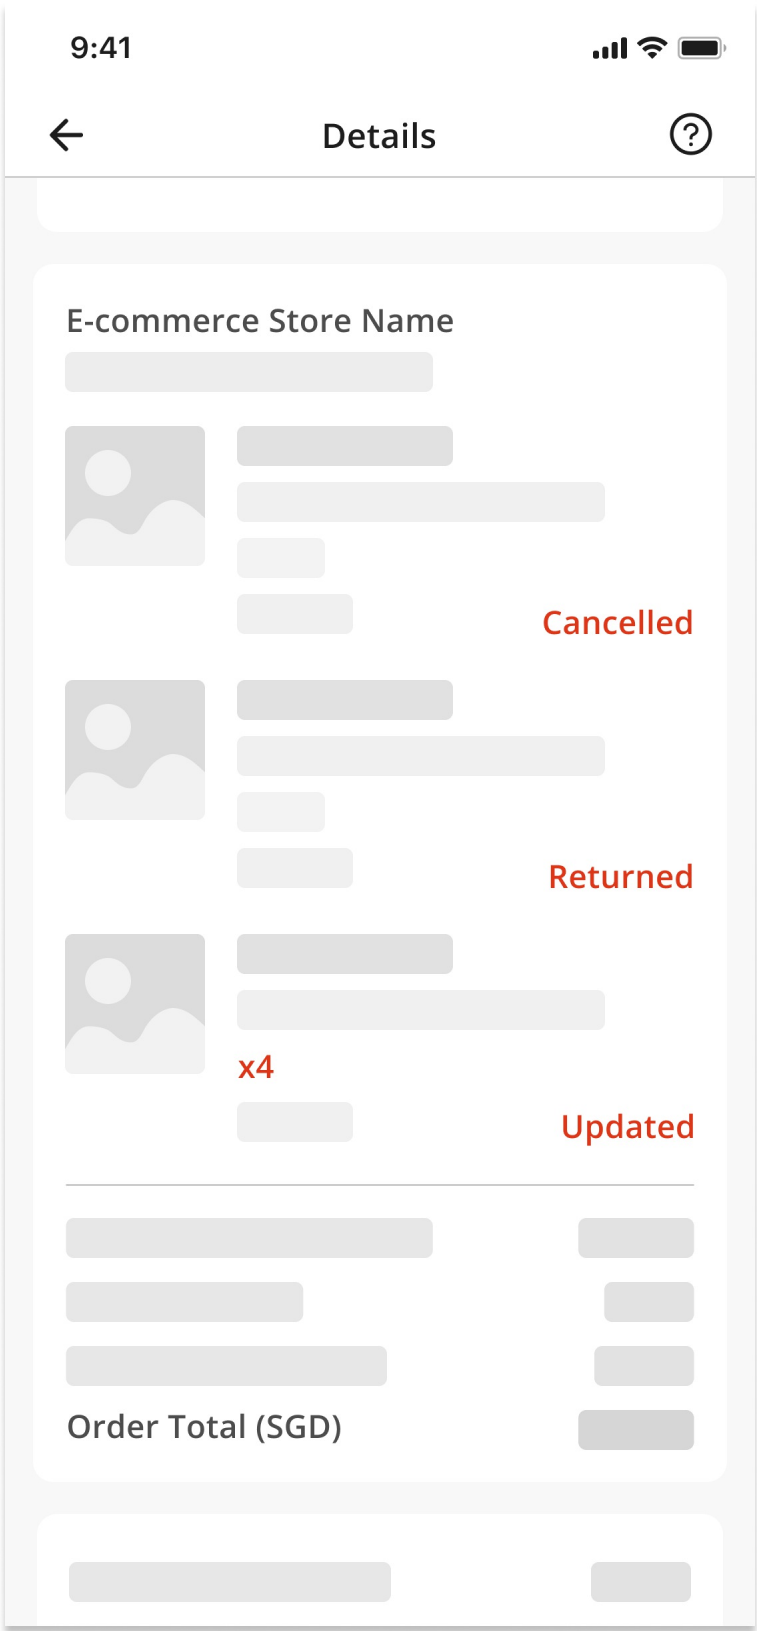 9:41
Details
E-commerce Store Name
Cancelled
Returned
x4
Updated
Order Total (SGD)